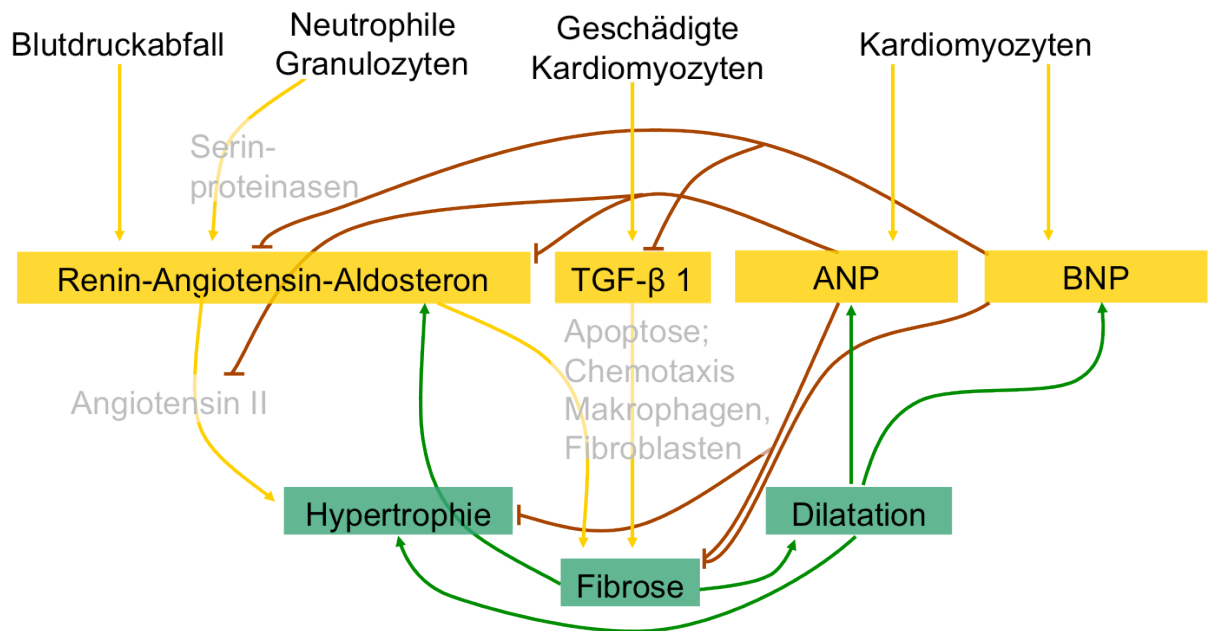 Blutdruckabfall
Neutrophile
Granulozyten
Geschädigte
Kardiomyozyten
Kardiomyozyten
Serin-
proteinasen
Renin-Angiotensin-Aldosteron
TGF-β 1
ANP
BNP
Apoptose;
Chemotaxis
Makrophagen,
Fibroblasten
Angiotensin II
Hypertrophie
Dilatation
Fibrose